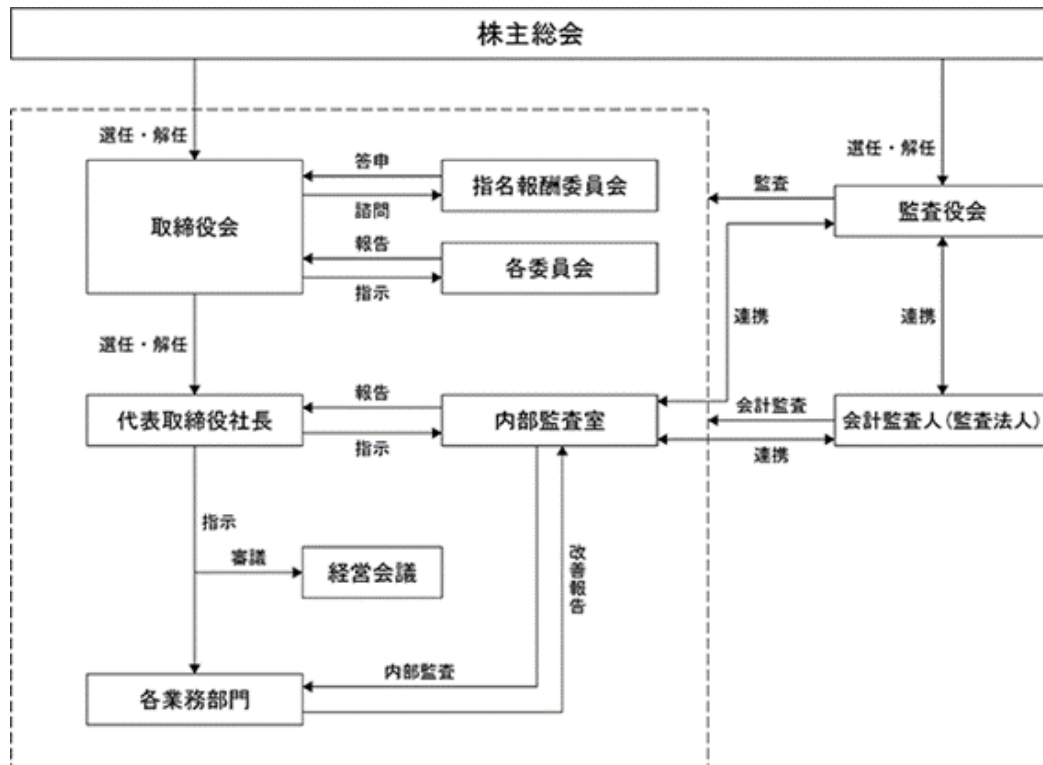 株主総会
選任・解任
選任・解任
取締役会
答申
諮問
指名報酬委員会
監査
監査役会
報告
指示
各委員会
連携
連携
選任・解任
代表取締役社長
報告
指示
内部監査室
会計監査
連携
会計監査人(監査法人)
指示
審議
経営会議
改善報告
内部監査
各業務部門